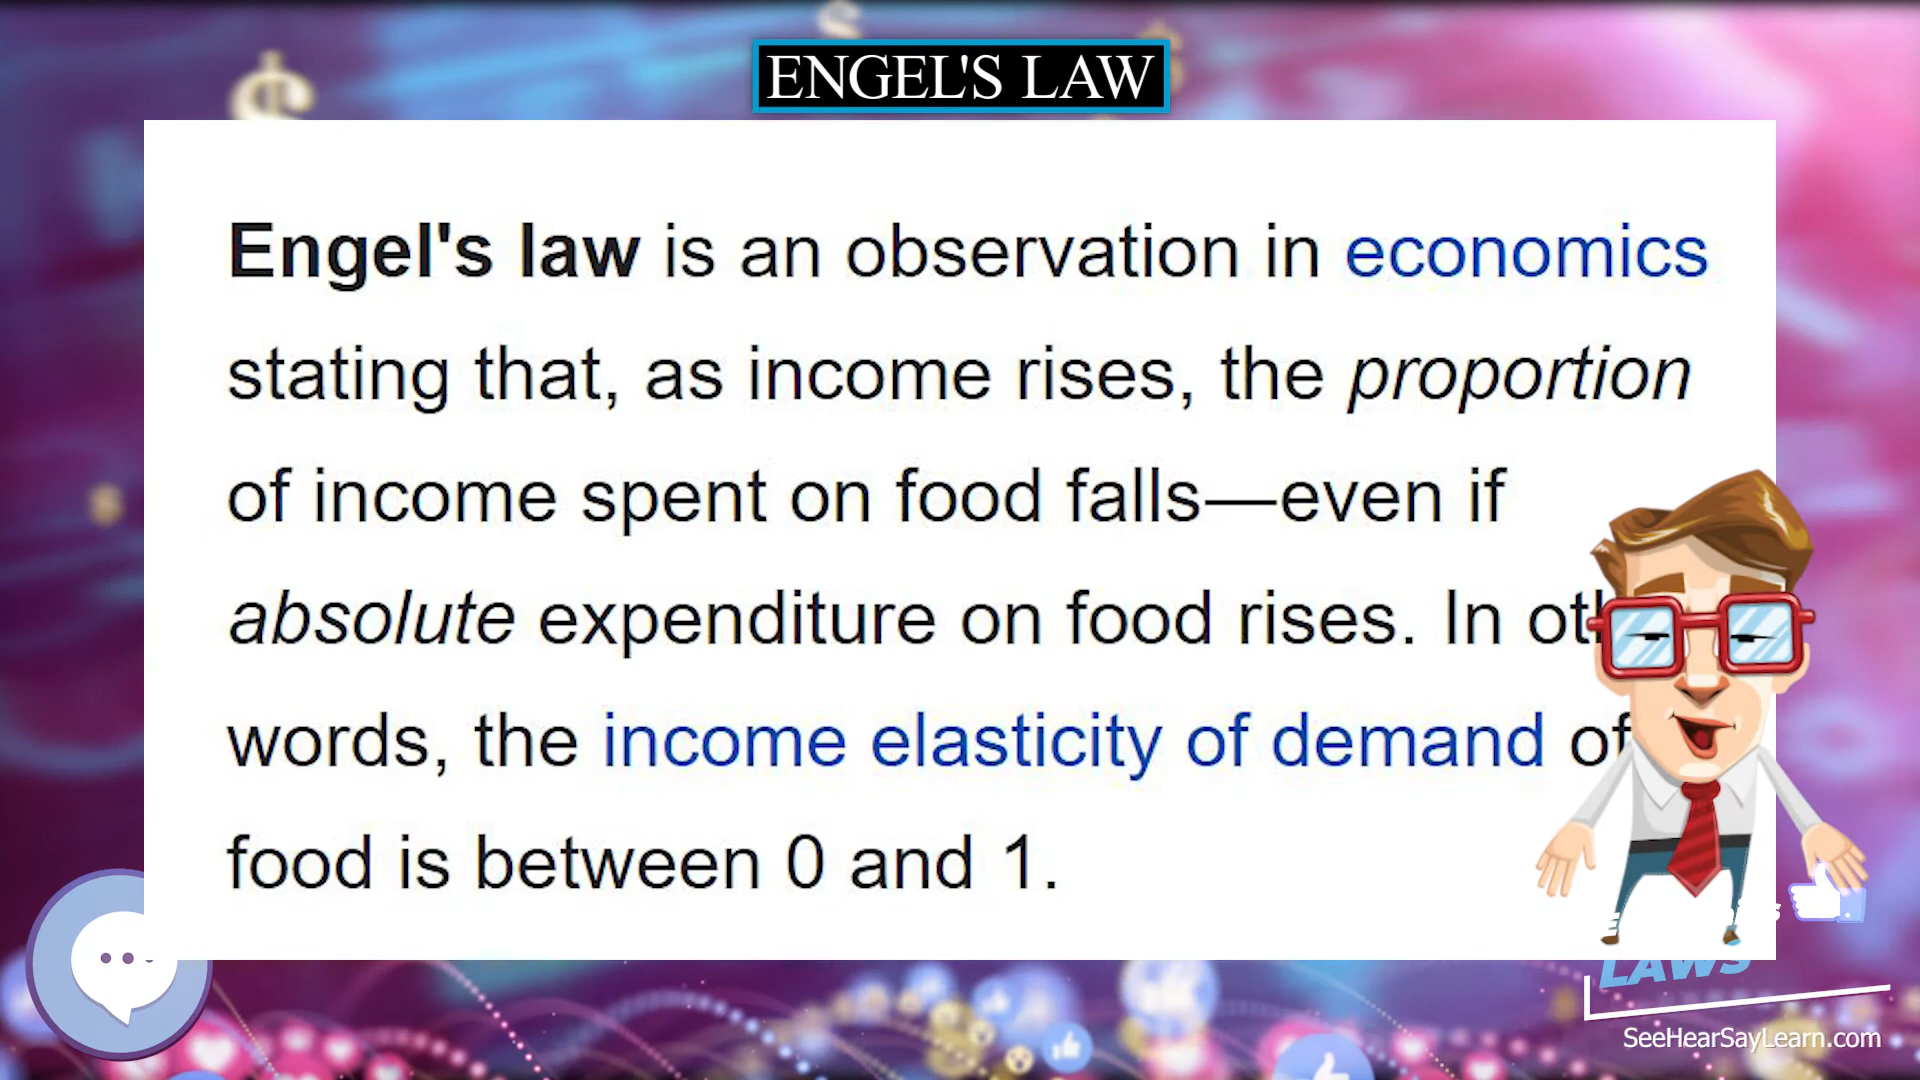 ENGEL'S LAW
Engel's law is an observation in economics
stating that, as income rises, the proportion
of income spent on food falls—even if
absolute expenditure on food rises. In
words, the income elasticity of demand of
food is between 0 and 1.
LAWS
SeeHearSayLearn.com